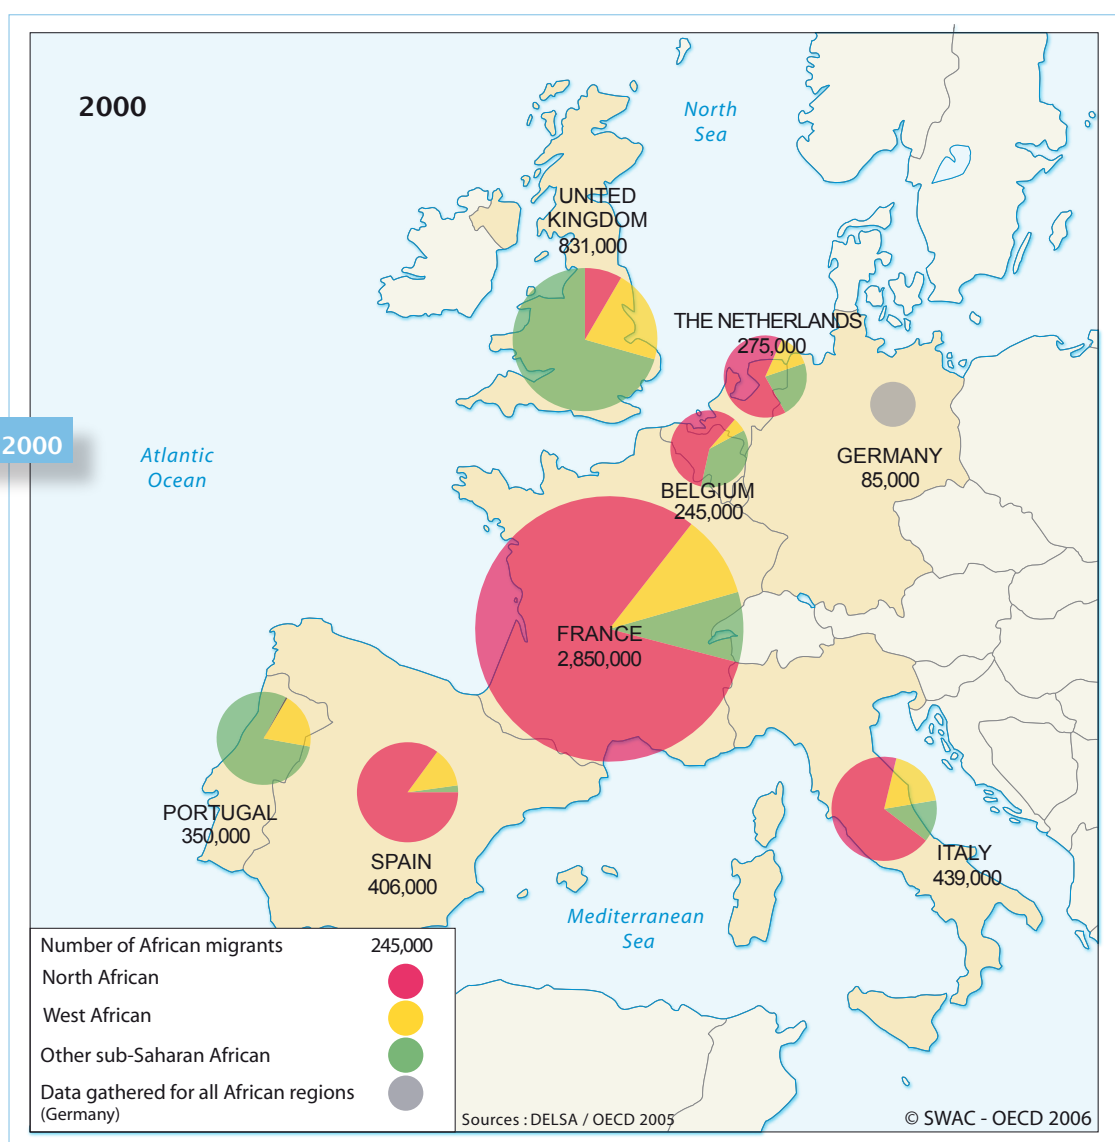 2000
North
Sea
UNITED
KINGDOM
831,000
THE NETHERLANDS
275,000
2000
Atlantic
Ocean
GERMANY
85,000
BELGIUM
245,000
FRANCE
2,850,000
PORTUGAL
350,000
SPAIN
406,000
ITALY
439,000
Mediterranean
Sea
Number of African migrants 245,000
North African
West African
Other sub-Saharan African
Data gathered for all African regions
(Germany)
Sources : DELSA / OECD 2005
© SWAC - OECD 2006